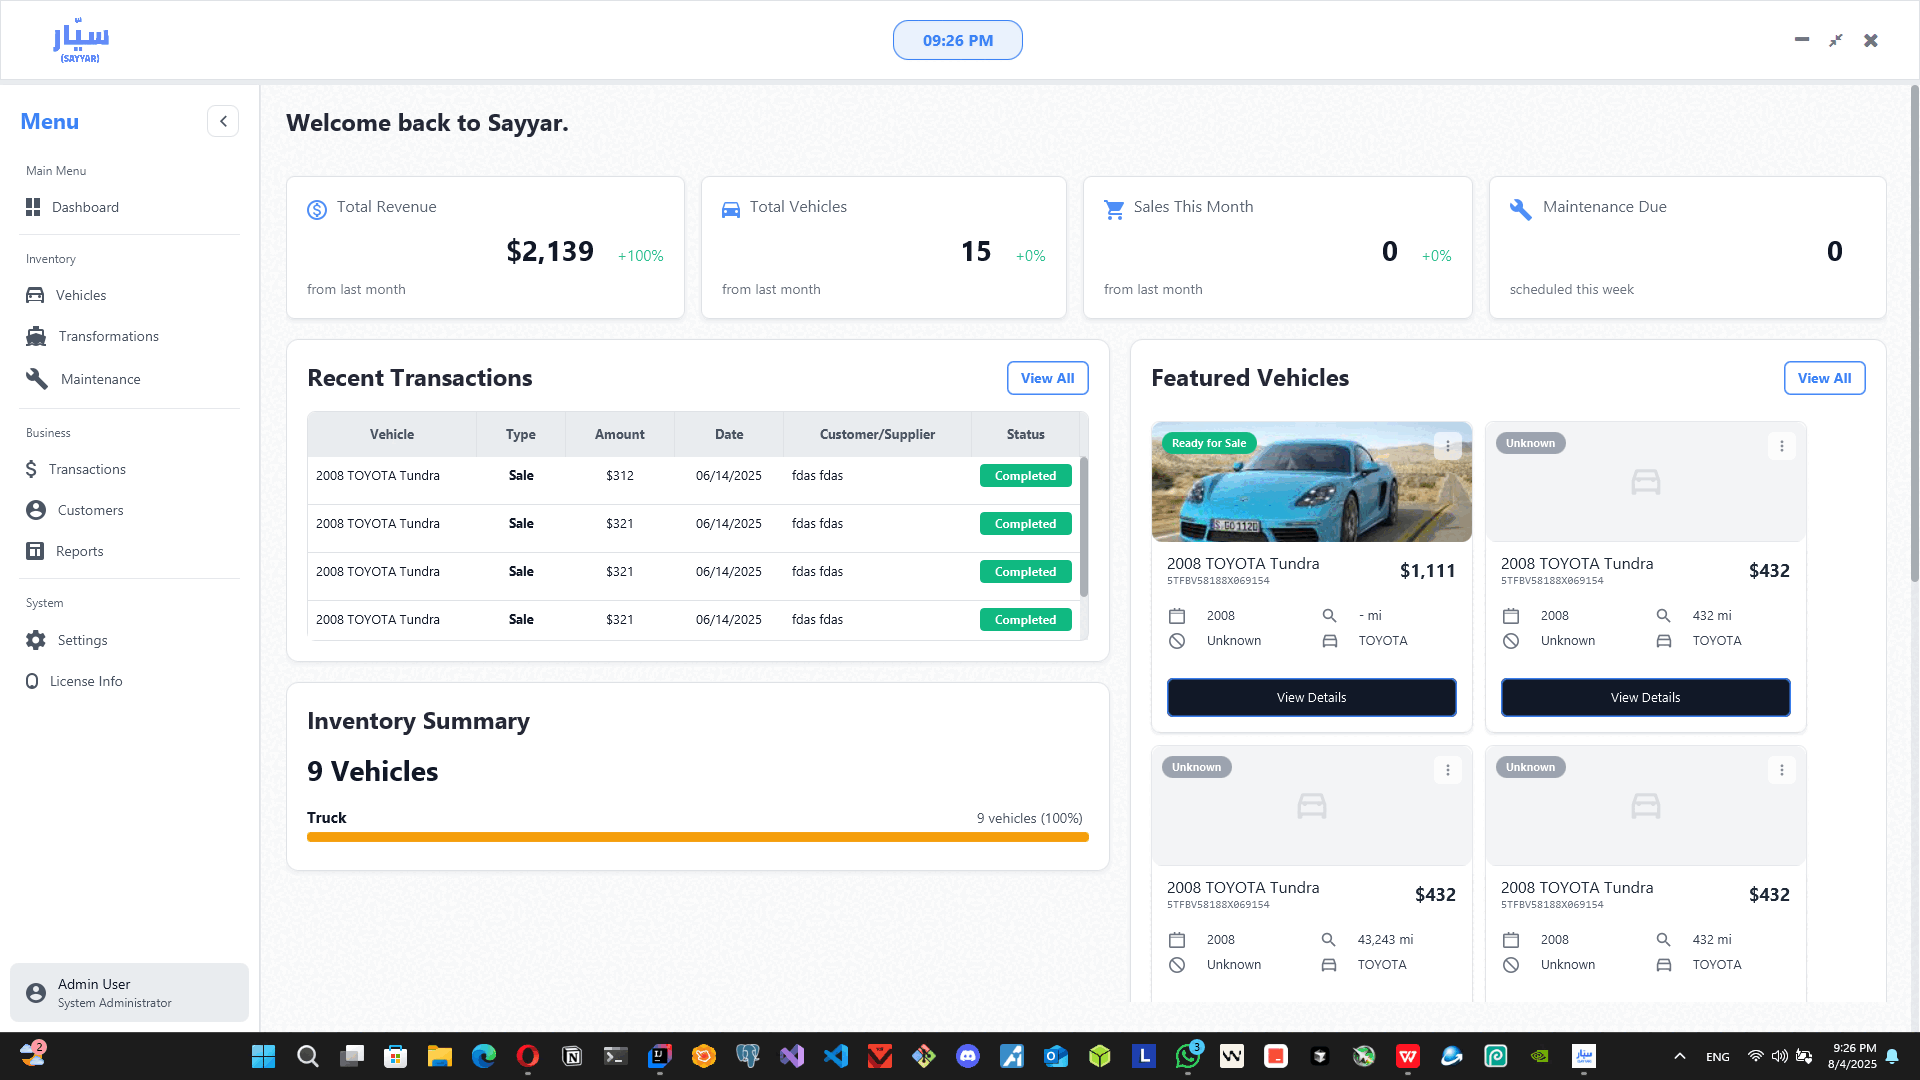 سيّار
(SAYYAR)
09:26 PM
Menu
Main Menu
Dashboard
Inventory
Vehicles
Transformations
Maintenance
Business
Transactions
Customers
Reports
System
Settings
License Info
Admin User
System Administrator
Welcome back to Sayyar.
Total Revenue
$2,139 +100%
from last month
Total Vehicles
15 +0%
from last month
Sales This Month
0 +0%
from last month
Maintenance Due
0
scheduled this week
Recent Transactions
View All
Vehicle Type Amount Date Customer/Supplier Status
2008 TOYOTA Tundra Sale $312 06/14/2025 fdas fdas Completed
2008 TOYOTA Tundra Sale $321 06/14/2025 fdas fdas Completed
2008 TOYOTA Tundra Sale $321 06/14/2025 fdas fdas Completed
2008 TOYOTA Tundra Sale $321 06/14/2025 fdas fdas Completed
Inventory Summary
9 Vehicles
Truck 9 vehicles (100%)
Featured Vehicles
View All
Ready for Sale
S GO 1120
2008 TOYOTA Tundra $1,111
5TFBV58188X069154
2008 - mi
Unknown TOYOTA
View Details
Unknown
2008 TOYOTA Tundra $432
5TFBV58188X069154
2008 432 mi
Unknown TOYOTA
View Details
Unknown
2008 TOYOTA Tundra $432
5TFBV58188X069154
2008 43,243 mi
Unknown TOYOTA
Unknown
2008 TOYOTA Tundra $432
5TFBV58188X069154
2008 432 mi
Unknown TOYOTA
2
3
ENG
9:26 PM
8/4/2025